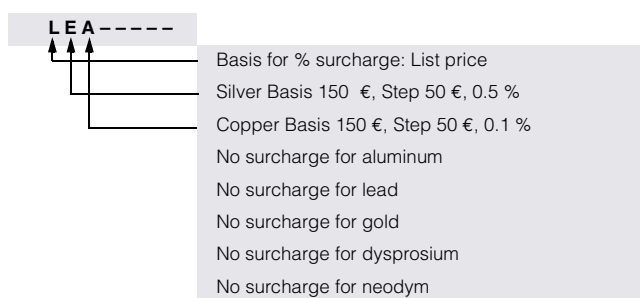 L E A – – – – –
Basis for % surcharge: List price
Silver Basis 150 €, Step 50 €, 0.5 %
Copper Basis 150 €, Step 50 €, 0.1 %
No surcharge for aluminum
No surcharge for lead
No surcharge for gold
No surcharge for dysprosium
No surcharge for neodym